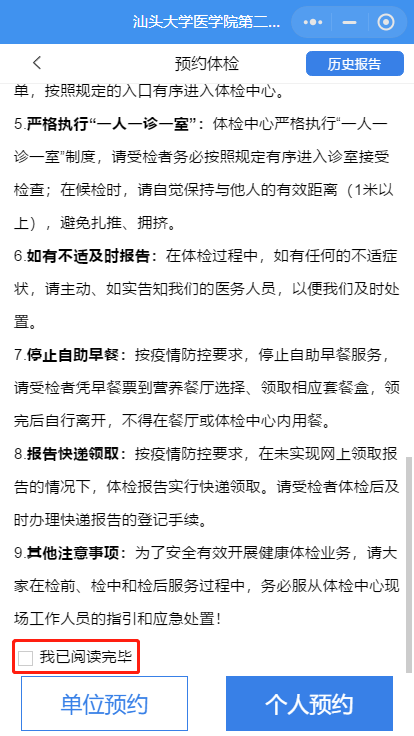 汕头大学医学院第二...
预约体检
历史报告
单，按照规定的入口有序进入体检中心。
5.严格执行“一人一诊一室”：体检中心严格执行“一人一
诊一室”制度，请受检者务必按照规定有序进入诊室接受
检查；在候检时，请自觉保持与他人的有效距离（1米以
上），避免扎推、拥挤。
6.如有不适及时报告：在体检过程中，如有任何的不适症
状，请主动、如实告知我们的医务人员，以便我们及时处
置。
7.停止自助早餐：按疫情防控要求，停止自助早餐服务，
请受检者凭早餐票到营养餐厅选择、领取相应套餐盒，领
完后自行离开，不得在餐厅或体检中心内用餐。
8.报告快递领取：按疫情防控要求，在未实现网上领取报
告的情况下，体检报告实行快递领取。请受检者体检后及
时办理快递报告的登记手续。
9.其他注意事项：为了安全有效开展健康体检业务，请大
家在检前、检中和检后服务过程中，务必服从体检中心现
场工作人员的指引和应急处置！
我已阅读完毕
单位预约
个人预约